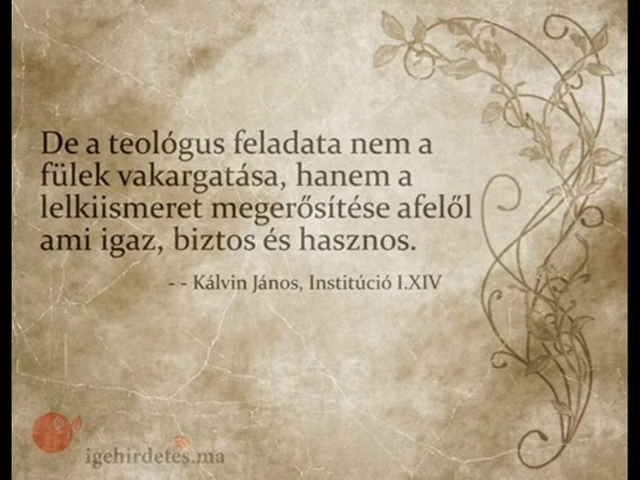 De a teológus feladata nem a
fülek vakargatása, hanem a
lelkiismeret megerősítése afelől
ami igaz, biztos és hasznos.
- - Kálvin János, Institúció I.XIV
igehirdetes.ma